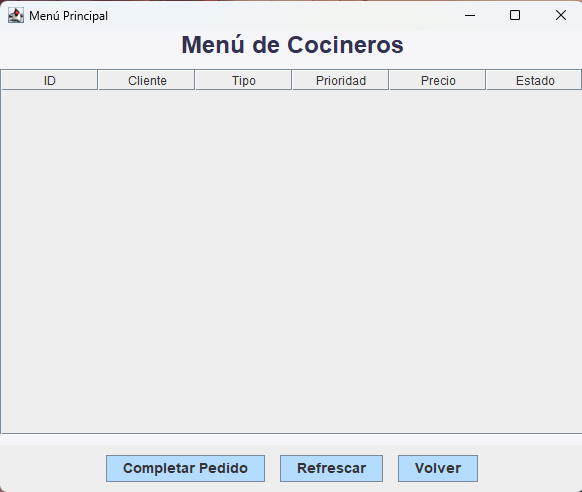 Menú Principal
Menú de Cocineros
ID Cliente Tipo Prioridad Precio Estado
Completar Pedido Refrescar Volver